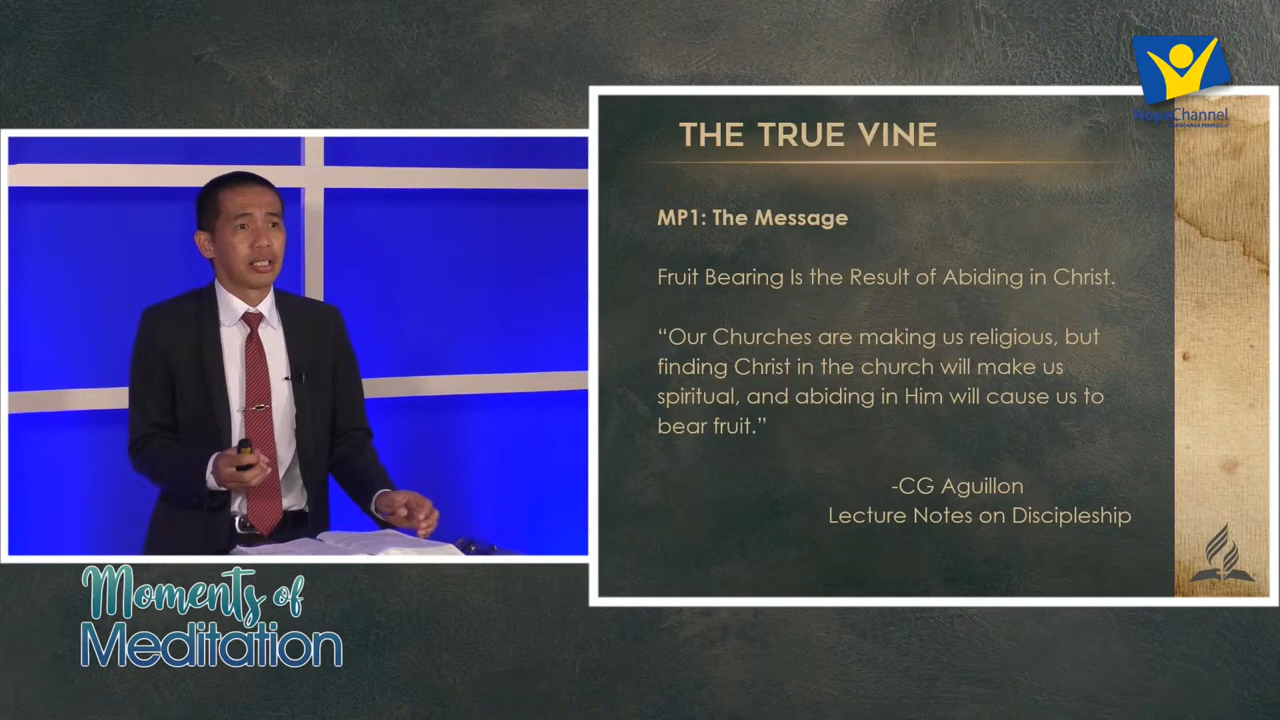 HopeChannel
ZAMBOANGA PENINSULA
THE TRUE VINE
MP1: The Message
Fruit Bearing Is the Result of Abiding in Christ.
“Our Churches are making us religious, but
finding Christ in the church will make us
spiritual, and abiding in Him will cause us to
bear fruit.”
-CG Aguillon
Lecture Notes on Discipleship
Moments of
Meditation